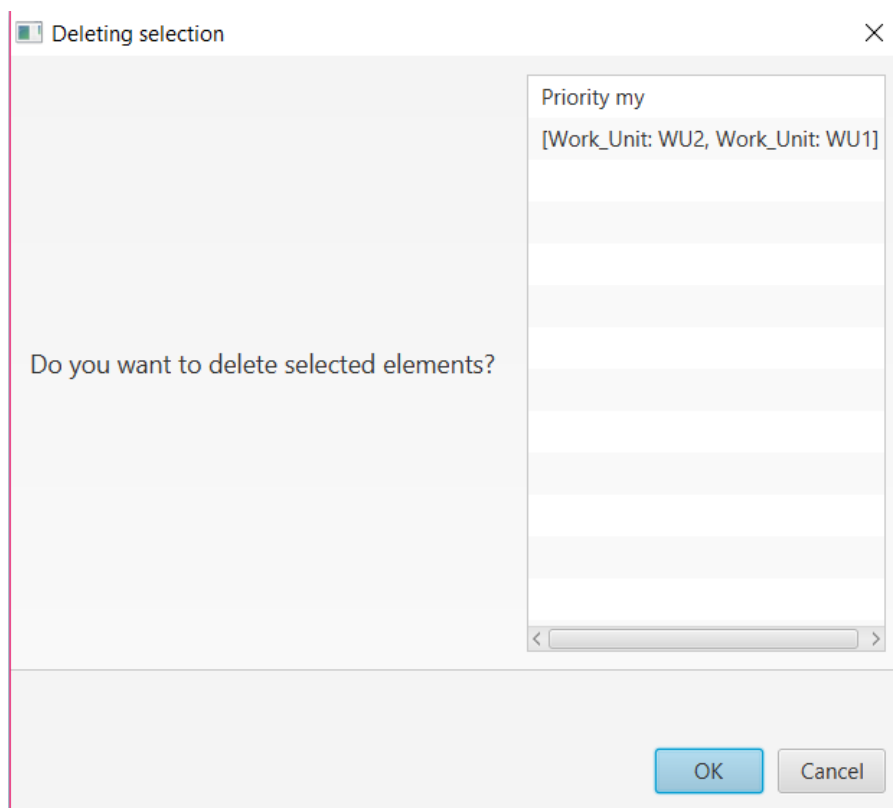 Deleting selection
Priority my
[Work_Unit: WU2, Work_Unit: WU1]
Do you want to delete selected elements?
OK
Cancel